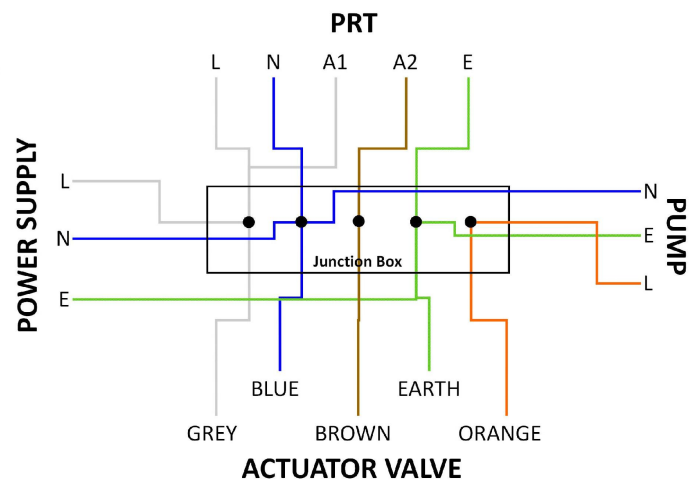 PRT
L N A1 A2 E
POWER SUPPLY
L
N
E
PUMP
N
E
L
Junction Box
BLUE EARTH
GREY BROWN ORANGE
ACTUATOR VALVE